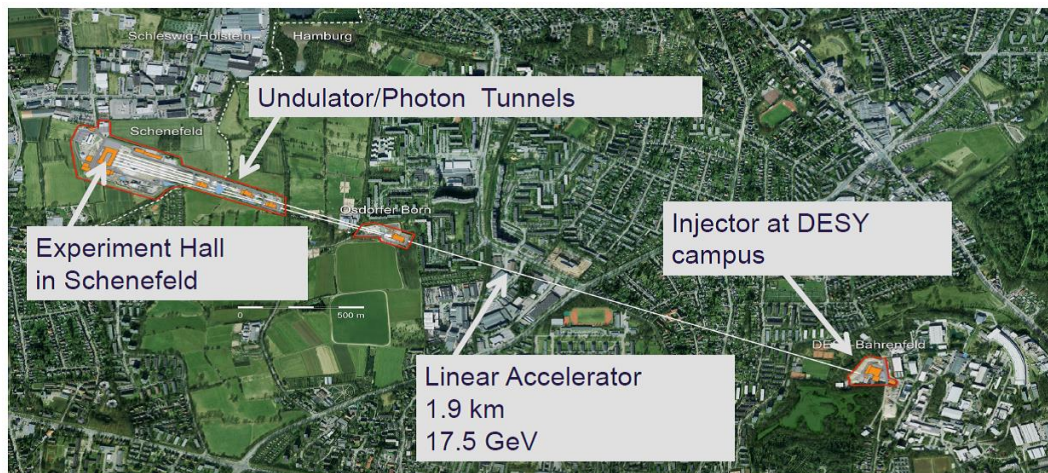 Schleswig-Holstein
Hamburg
Undulator/Photon Tunnels
Schenefeld
Osdorfer Born
Experiment Hall
in Schenefeld
Injector at DESY
campus
0
500 m
Linear Accelerator
1.9 km
17.5 GeV
Bahrenfeld